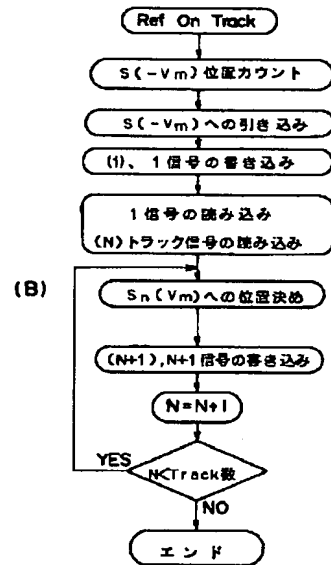 Ref On Track
S(-Vm)位置カウント
S(-Vm)への引き込み
(1)、1信号の書き込み
1信号の読み込み
(N)トラック信号の読み込み
(B)
Sn(Vm)への位置決め
(N+1),N+1信号の書き込み
N=N+1
YES
N<Track数
NO
エンド